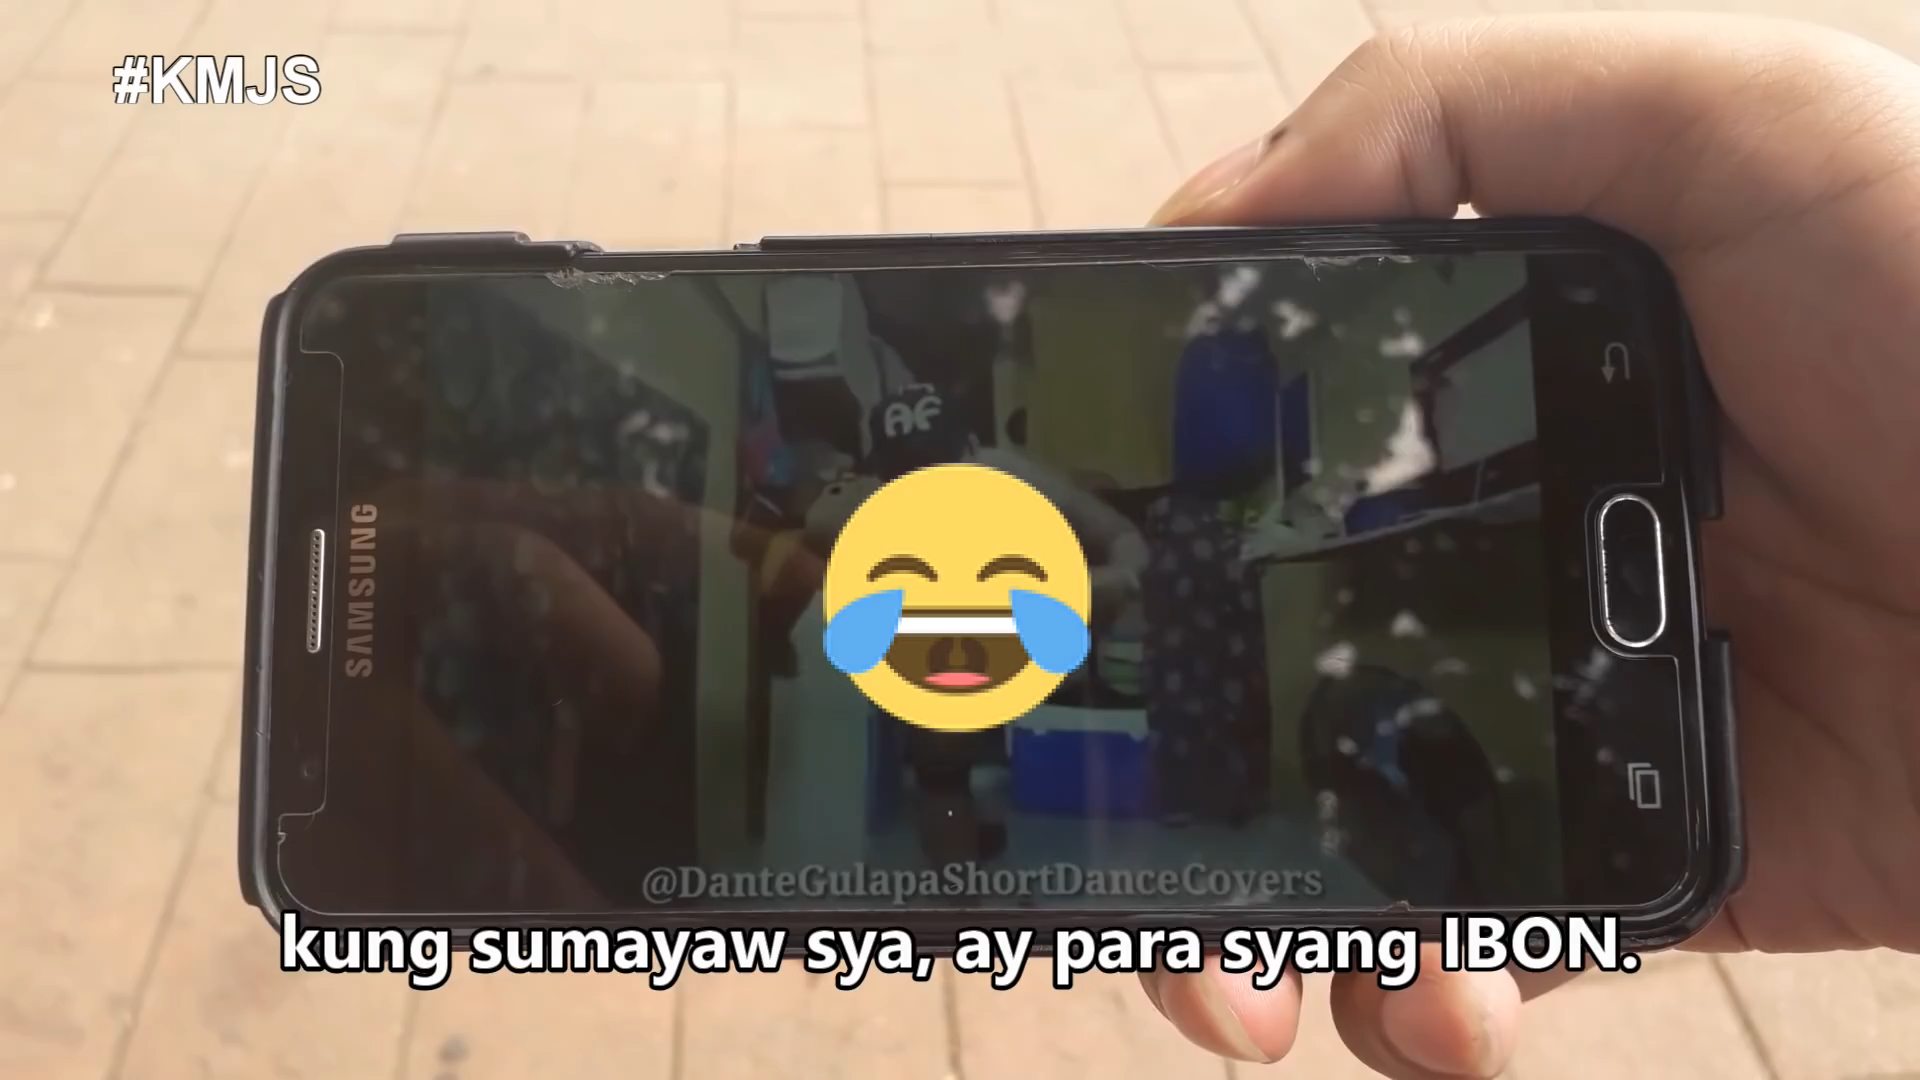 #KMJS
AF
SAMSUNG
@DanteGulapaShortDanceCovers
kung sumayaw sya, ay para syang IBON.